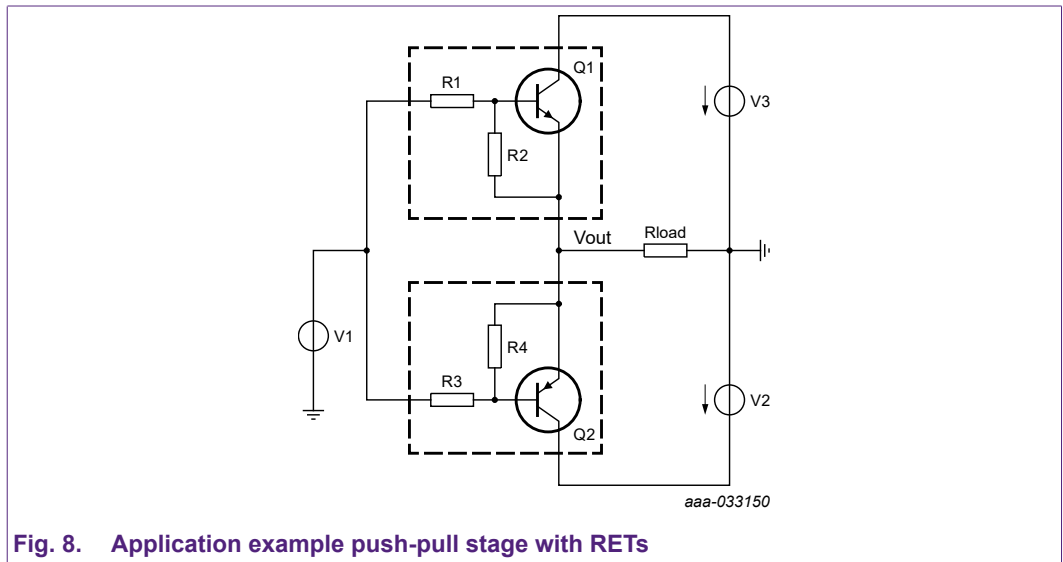 Q1
R1
V3
R2
Vout
Rload
V1
R4
R3
V2
Q2
aaa-033150
Fig. 8. Application example push-pull stage with RETs